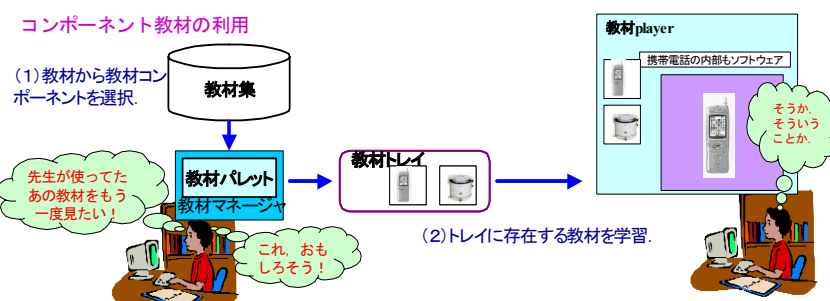 コンポーネント教材の利用
(1)教材から教材コン
ポーネントを選択.
教材集
先生が使ってた
あの教材をもう
一度見たい！
教材パレット
教材マネージャ
これ，おも
しろそう！
教材トレイ
(2)トレイに存在する教材を学習.
教材player
携帯電話の内部もソフトウェア
そうか,
そういう
ことか.